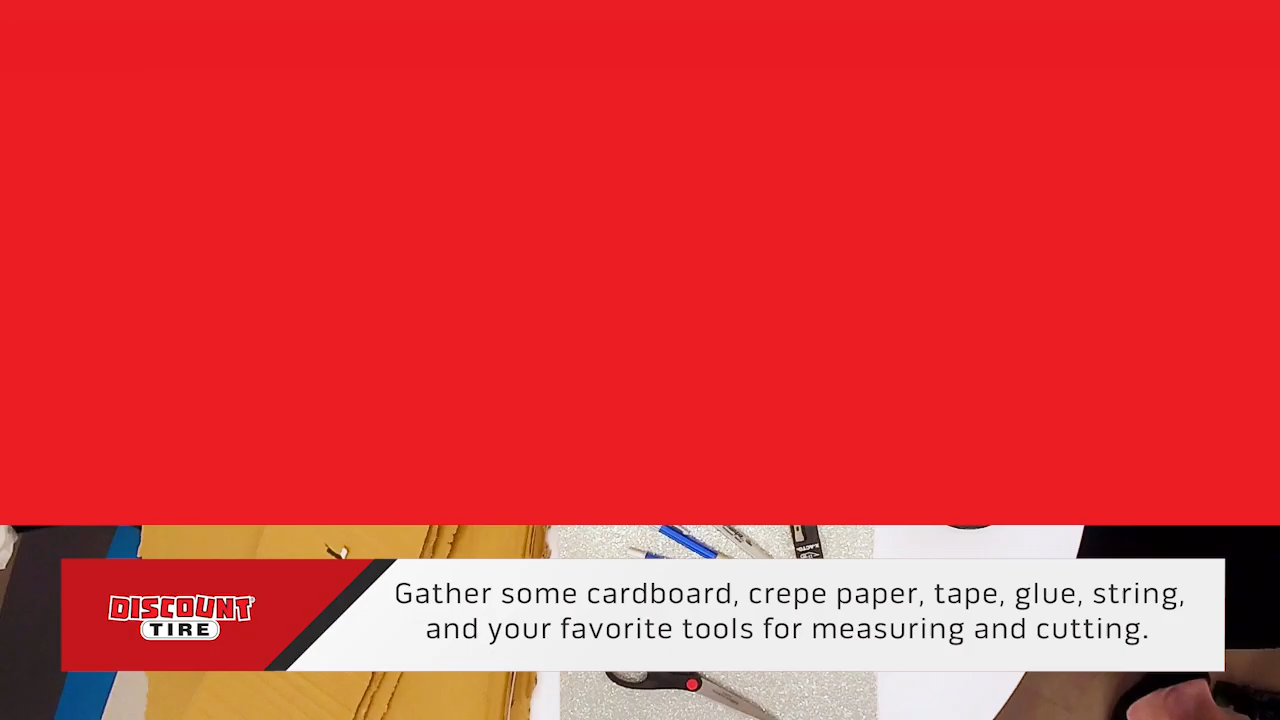 DISCOUNT
TIRE
Gather some cardboard, crepe paper, tape, glue, string,
and your favorite tools for measuring and cutting.